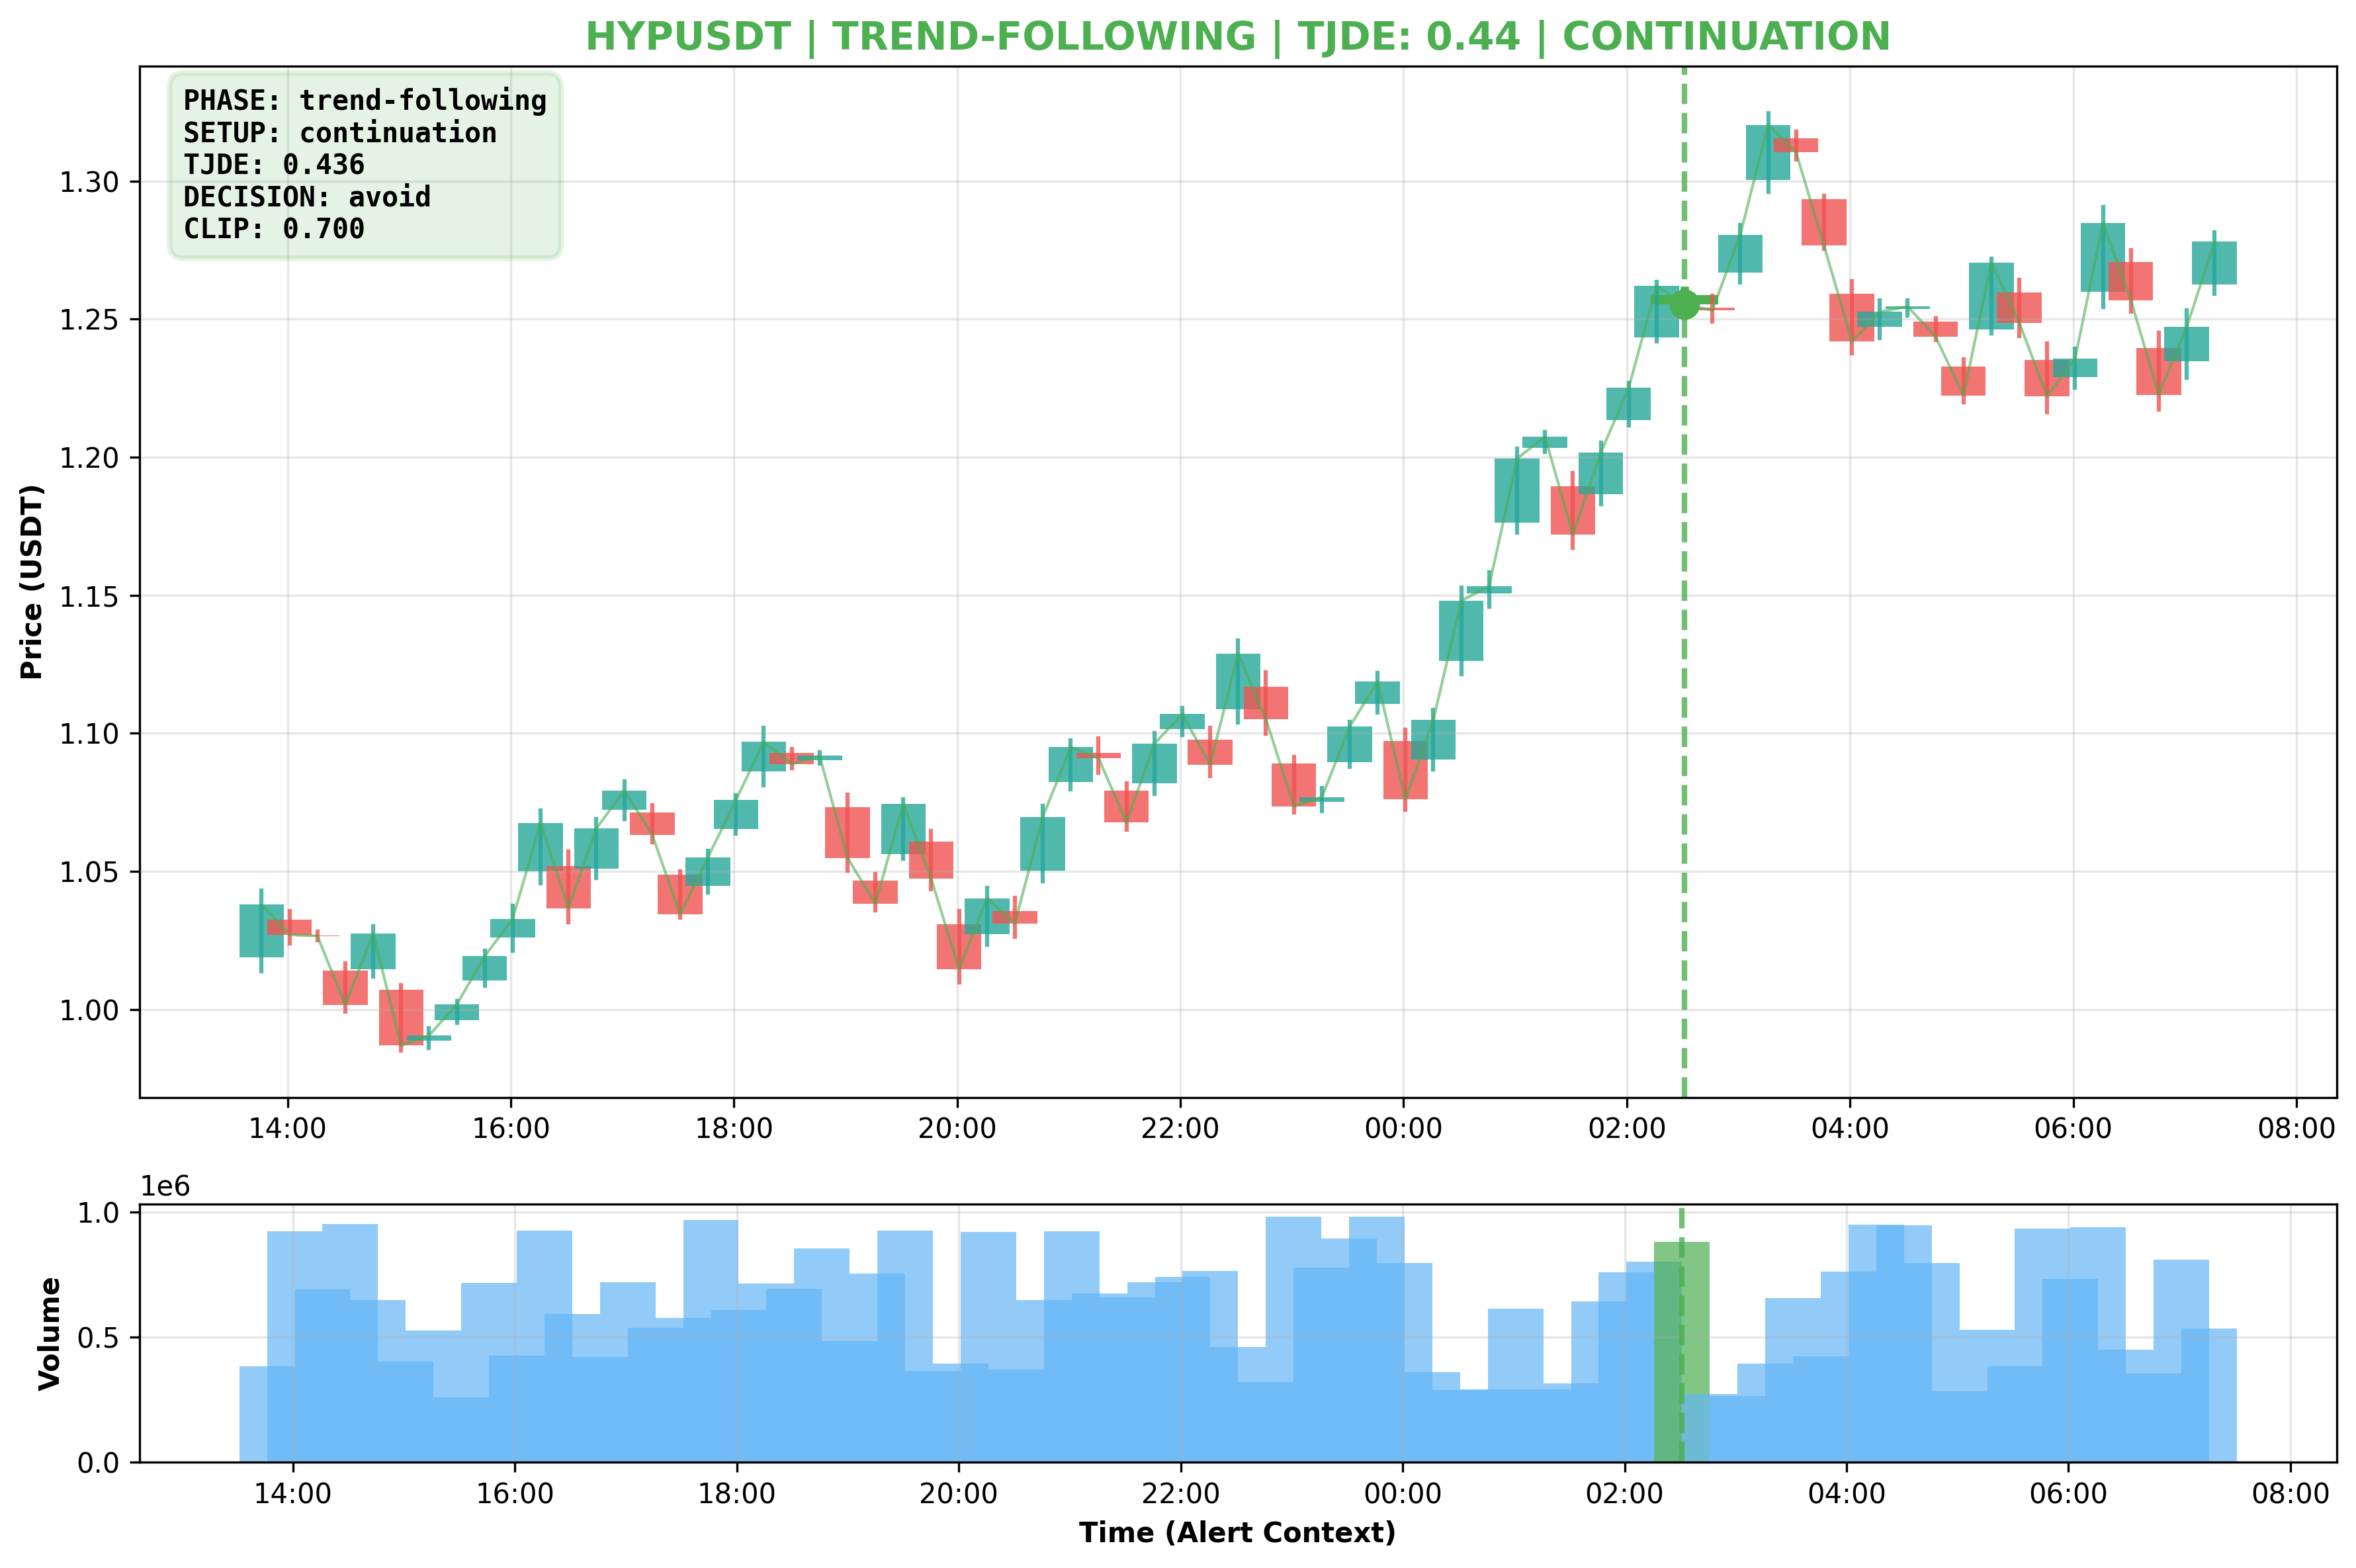 HYPUSDT | TREND-FOLLOWING | TJDE: 0.44 | CONTINUATION
PHASE: trend-following
SETUP: continuation
TJDE: 0.436
DECISION: avoid
CLIP: 0.700
Price (USDT)
1.30
1.25
1.20
1.15
1.10
1.05
1.00
14:00 16:00 18:00 20:00 22:00 00:00 02:00 04:00 06:00 08:00
1e6
Volume
1.0
0.5
0.0
14:00 16:00 18:00 20:00 22:00 00:00 02:00 04:00 06:00 08:00
Time (Alert Context)